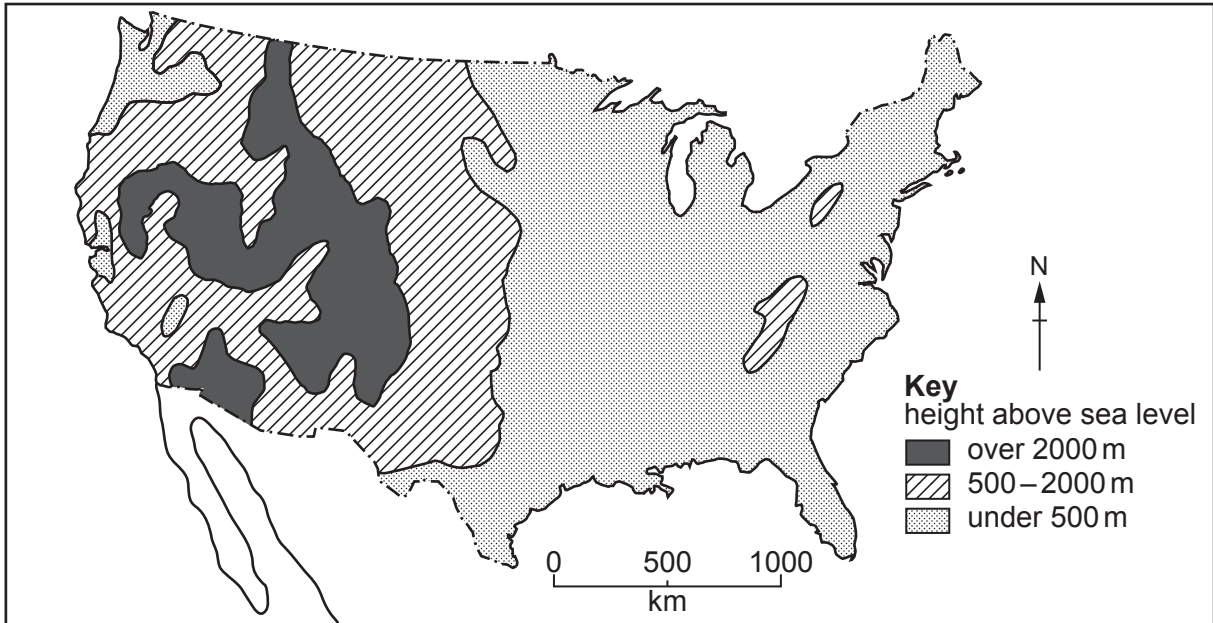 N
Key
height above sea level
over 2000 m
500 – 2000 m
under 500 m
0 500 1000
km